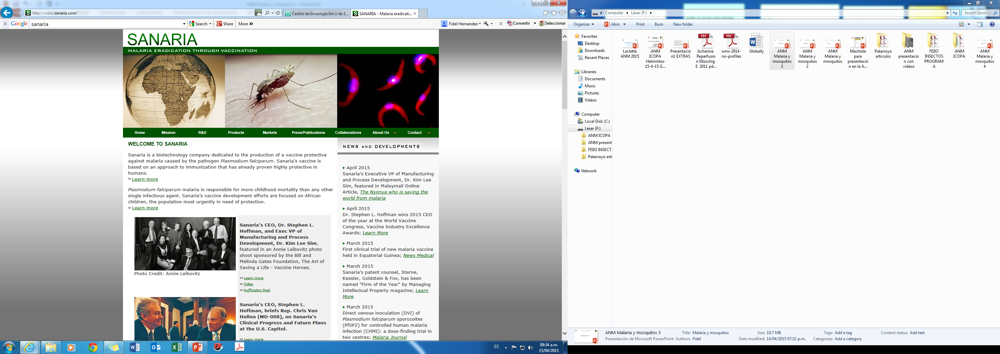 http://www.sanaria.com/
Centro de Investigación y de E...
SANARIA - Malaria eradicati...
Google
sanaria
Search
Share
More »
Fidel Hernandez
Convertir
Seleccionar
SANARIA
MALARIA ERADICATION THROUGH VACCINATION
Home
Mission
R&D
Products
Markets
Press/Publications
Collaborations
About Us
Contact
WELCOME TO SANARIA
Sanaria is a biotechnology company dedicated to the production of a vaccine protective
against malaria caused by the pathogen Plasmodium falciparum. Sanaria’s vaccine is
based on an approach to immunization that has already proven highly protective in
humans.
Learn more
Plasmodium falciparum malaria is responsible for more childhood mortality than any other
single infectious agent. Sanaria’s vaccine development efforts are focused on African
children, the population most urgently in need of protection.
Learn more
Photo Credit: Annie Leibovitz
Sanaria's CEO, Dr. Stephen L.
Hoffman, and Exec VP of
Manufacturing and Process
Development, Dr. Kim Lee Sim,
featured in an Annie Leibovitz photo
shoot sponsored by the Bill and
Melinda Gates Foundation, The Art of
Saving a Life - Vaccine Heroes.
Learn more
Video
Huffington Post
Sanaria's CEO, Stephen L.
Hoffman, briefs Rep. Chris Van
Hollen (MD-008), on Sanaria's
Clinical Progress and Future Plans
at the U.S. Capitol.
Learn more
NEWS AND DEVELOPMENTS
April 2015
Sanaria's Executive VP of Manufacturing
and Process Development, Dr. Kim Lee
Sim, featured in Malaymail Online
Article, The Nyonya who is saving the
world from malaria
April 2015
Dr. Stephen L. Hoffman wins 2015 CEO
of the year at the World Vaccine
Congress, Vaccine Industry Excellence
Awards; Learn More
March 2015
First clinical trial of new malaria vaccine
held in Equatorial Guinea; News Medical
March 2015
Sanaria's patent counsel, Sterne,
Kessler, Goldstein & Fox, has been
named "Firm of the Year" by Managing
Intellectual Property magazine; Learn
More
March 2015
Direct venous inoculation (DVI) of
Plasmodium falciparum sporozoites
(PfSPZ) for controlled human malaria
infection (CHMI): a dose-finding trial in
two centres; Malaria Journal
ES
09:34 a.m.
15/04/2015
Computer
Lexar (F:)
Search Lexar ...
Organize
Abrir
Print
Burn
New folder
Favorites
Desktop
Downloads
Recent Places
Libraries
Documents
Music
Pictures
Videos
Computer
Local Disk (C:)
Lexar (F:)
ANM ICOPA
ANM present
FISIO INSECT
Patarroyo arti
Network
Laclette
ANM 2015
ANM
ICOPA
Helmintos
15-4-15 G...
Presentació
n1 EXTRAS
Ischemia
Reperfusio
n Eltzschig
E 2011 pd...
wmr-2014-
no-profiles
Globally
ANM
Malaria y
mosquitos
3
ANM
Malaria y
mosquitos
2
ANM
Malaria y
mosquitos
Machote
para
presentació
n en la A...
Patarroyo
articulos
ANM
presentacio
n con
videos
FISIO
INSECTOS
PROGRAM
A
ANM
ICOPA
ANM
Malaria y
mosquitos
4
ANM Malaria y mosquitos 3
Presentación de Microsoft PowerPoint
Title: Malaria y mosquitos
Authors: Fidel
Size: 19.7 MB
Date modified: 14/04/2015 07:32 p.m.
Tags: Add a tag
Categories: Add a category
Content status: Add text